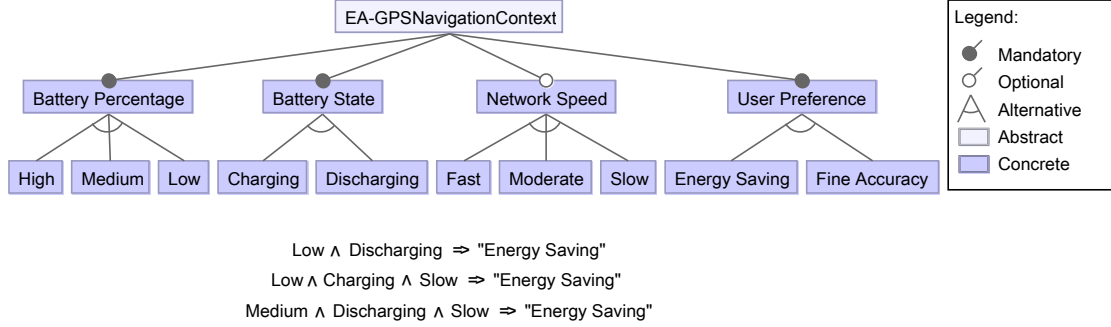 EA-GPSNavigationContext
Legend:
Mandatory
Optional
Alternative
Abstract
Concrete
Battery Percentage
Battery State
Network Speed
User Preference
High
Medium
Low
Charging
Discharging
Fast
Moderate
Slow
Energy Saving
Fine Accuracy
Low ∧ Discharging ⇒ "Energy Saving"
Low ∧ Charging ∧ Slow ⇒ "Energy Saving"
Medium ∧ Discharging ∧ Slow ⇒ "Energy Saving"